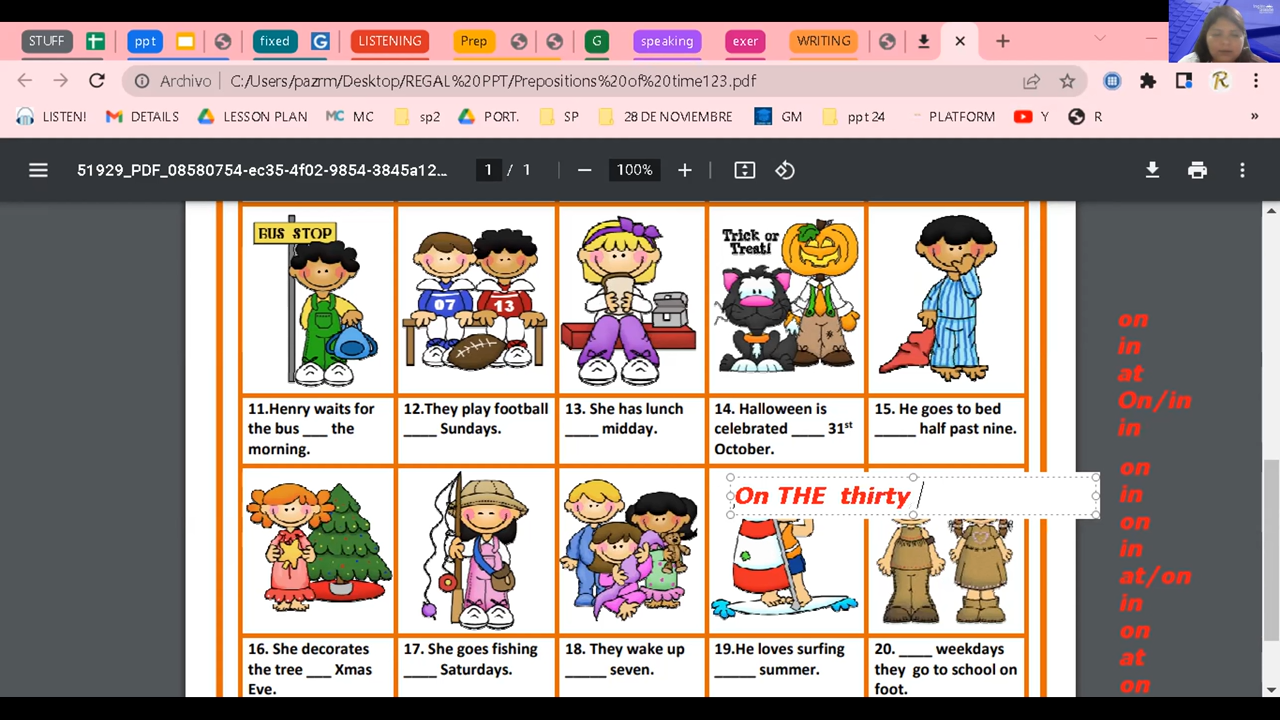 STUFF ppt fixed LISTENING Prep G speaking exer WRITING
Archivo C:/Users/pazrm/Desktop/REGAL%20PPT/Prepositions%20of%20time123.pdf
LISTEN! DETAILS LESSON PLAN MC MC sp2 PORT. SP 28 DE NOVIEMBRE GM ppt 24 PLATFORM Y R »
51929_PDF_08580754-ec35-4f02-9854-3845a12... 1 / 1 100%
BUS STOP
07 13
Trick or
Treat!
11.Henry waits for
the bus ___ the
morning.
12.They play football
____ Sundays.
13. She has lunch
____ midday.
14. Halloween is
celebrated ____ 31st
October.
15. He goes to bed
_____ half past nine.
On THE thirty
16. She decorates
the tree ___ Xmas
Eve.
17. She goes fishing
____ Saturdays.
18. They wake up
_____ seven.
19.He loves surfing
_____ summer.
20. ____ weekdays
they go to school on
foot.
on
in
at
On/in
in
on
in
on
in
at/on
in
on
at
on